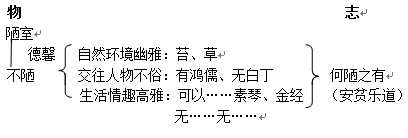 物 志
陋室
德馨
自然环境幽雅：苔、草
不陋 交往人物不俗：有鸿儒、无白丁 何陋之有
生活情趣高雅：可以……素琴、金经 （安贫乐道）
无……无……